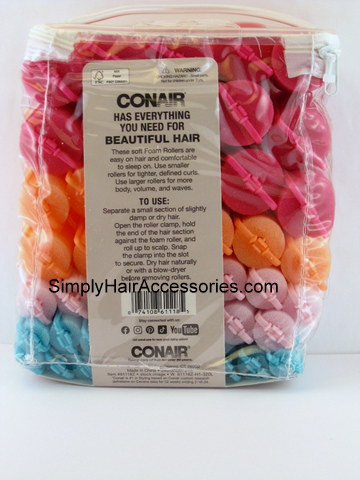 FSC
WARNING
CONAIR
HAS EVERYTHING
YOU NEED FOR
BEAUTIFUL HAIR
These soft Foam Rollers are
easy on hair and comfortable
to sleep on. Use smaller
rollers for tighter, defined curls.
Use larger rollers for more
body, volume, and waves.
TO USE:
Separate a small section of slightly
damp or dry hair.
Open the roller clamp, hold
the end of the hair section
against the foam roller, and
roll up to scalp. Snap
the clamp into the slot
to secure. Dry hair naturally
or with a blow-dryer
before removing rollers.
SimplyHairAccessories.com
74108 61118
Stay connected with us:
YouTube
CONAIR